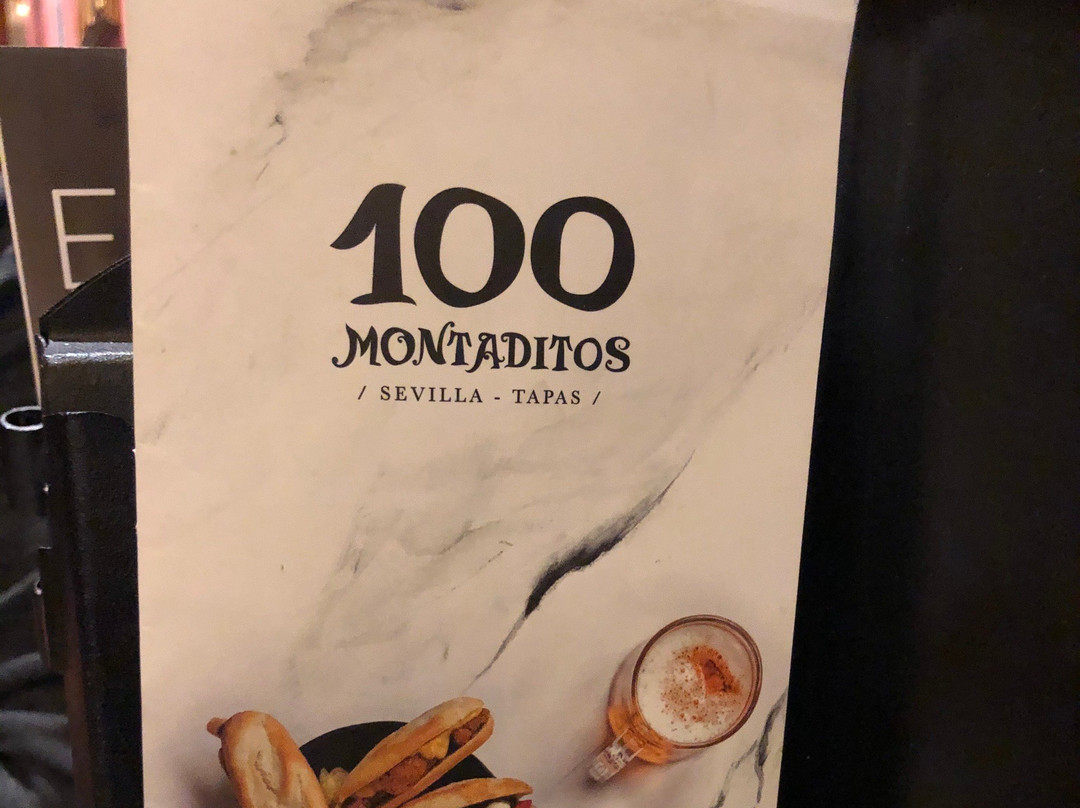 100
MONTADITOS
/ SEVILLA - TAPAS /
E